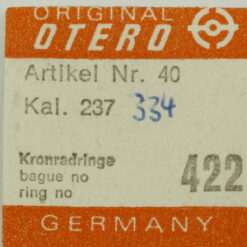 ORIGINAL
OTERO
Artikel Nr. 40
Kal. 237 334
Kronradringe
bague no
ring no
422
GERMANY